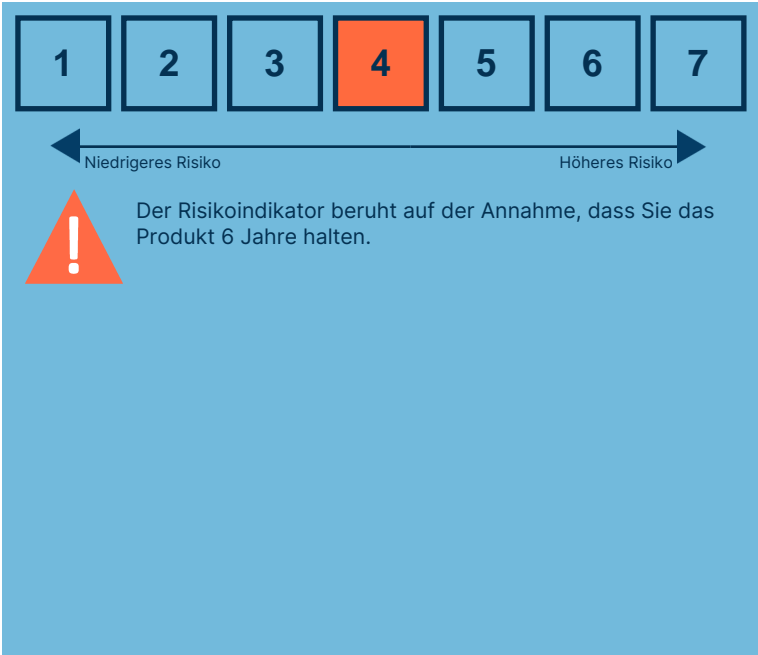 1 2 3 4 5 6 7
Niedrigeres Risiko Höheres Risiko
!
Der Risikoindikator beruht auf der Annahme, dass Sie das
Produkt 6 Jahre halten.